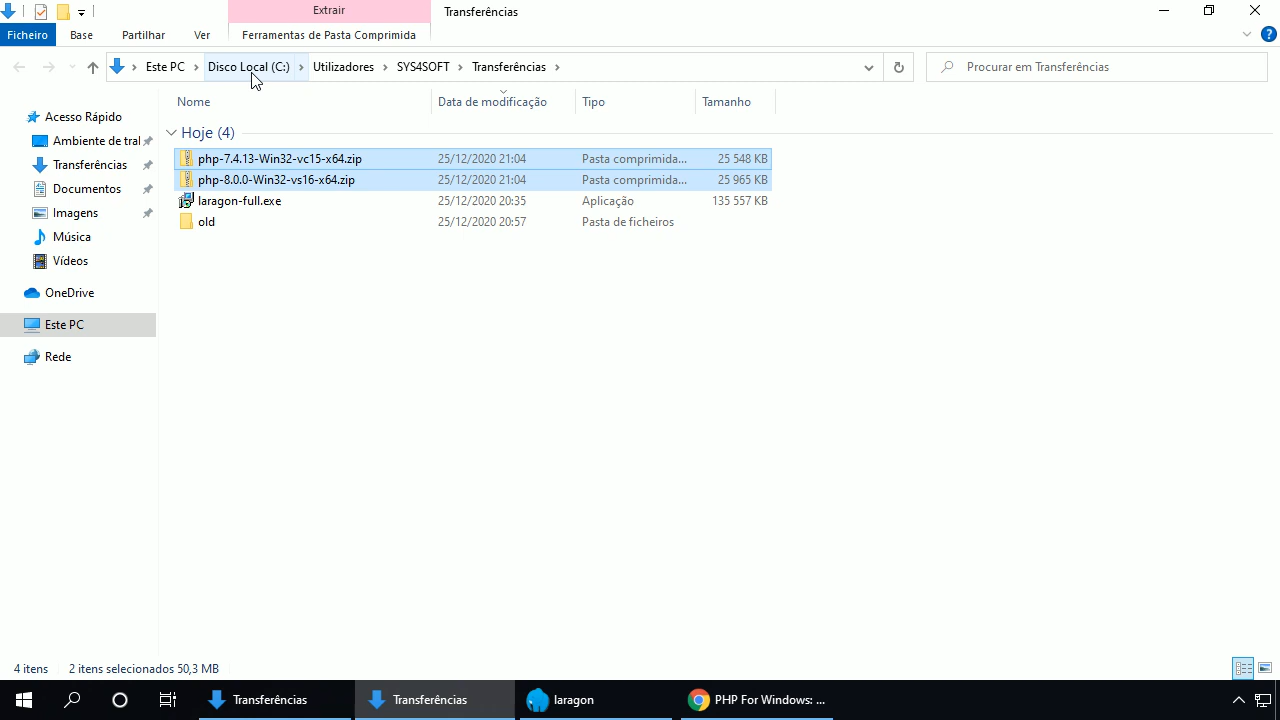 Extrair
Transferências
Ficheiro
Base
Partilhar
Ver
Ferramentas de Pasta Comprimida
?
Este PC
Disco Local (C:)
Utilizadores
SYS4SOFT
Transferências
Procurar em Transferências
Nome
Data de modificação
Tipo
Tamanho
Acesso Rápido
Ambiente de tral
Transferências
Documentos
Imagens
Música
Vídeos
OneDrive
Este PC
Rede
Hoje (4)
php-7.4.13-Win32-vc15-x64.zip 25/12/2020 21:04 Pasta comprimida... 25 548 KB
php-8.0.0-Win32-vs16-x64.zip 25/12/2020 21:04 Pasta comprimida... 25 965 KB
laragon-full.exe 25/12/2020 20:35 Aplicação 135 557 KB
old 25/12/2020 20:57 Pasta de ficheiros
4 itens
2 itens selecionados 50,3 MB
Transferências
Transferências
laragon
PHP For Windows: ...